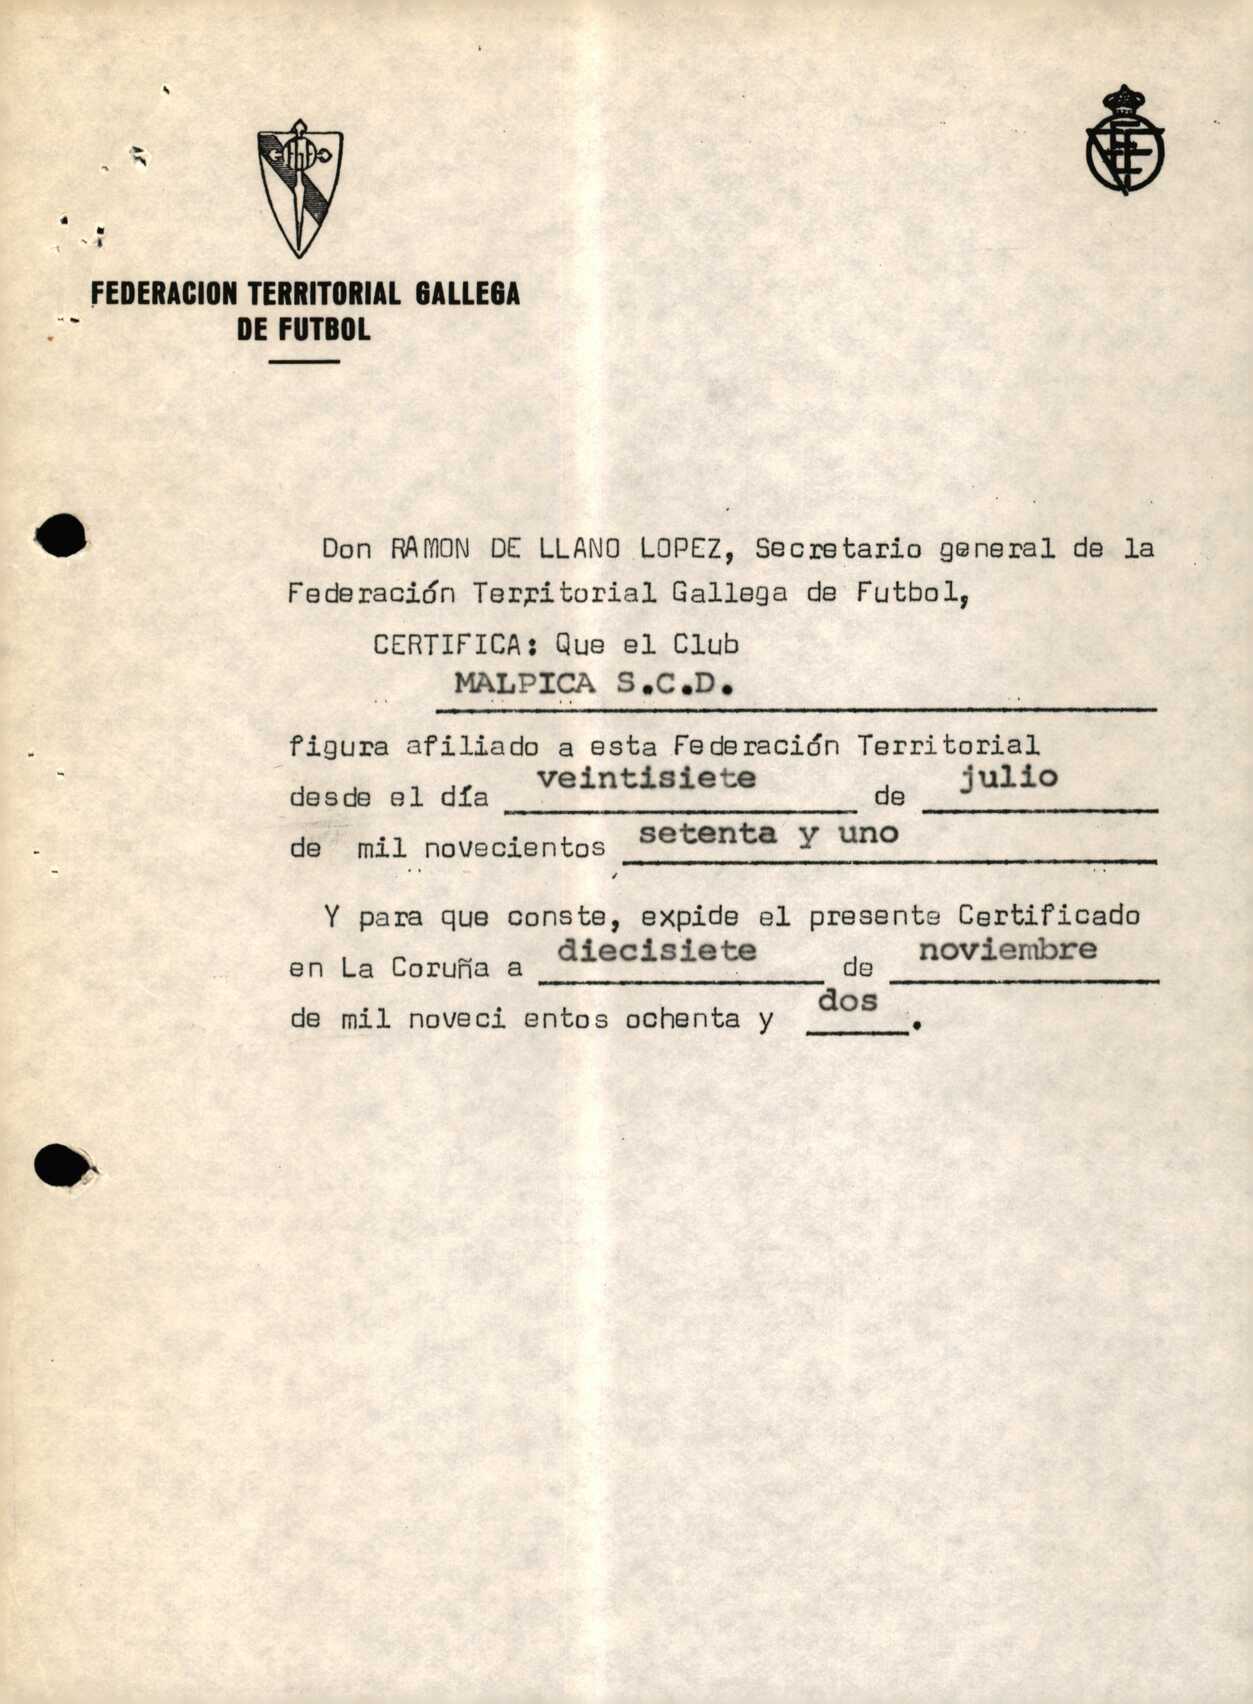 FEDERACION TERRITORIAL GALLEGA
DE FUTBOL
Don RAMON DE LLANO LOPEZ, Secretario general de la
Federación Territorial Gallega de Futbol,
CERTIFICA: Que el Club
MALPICA S.C.D.
figura afiliado a esta Federación Territorial
desde el día veintisiete de julio
de mil novecientos setenta y uno
Y para que conste, expide el presente Certificado
en La Coruña a diecisiete de noviembre
de mil noveci entos ochenta y dos.